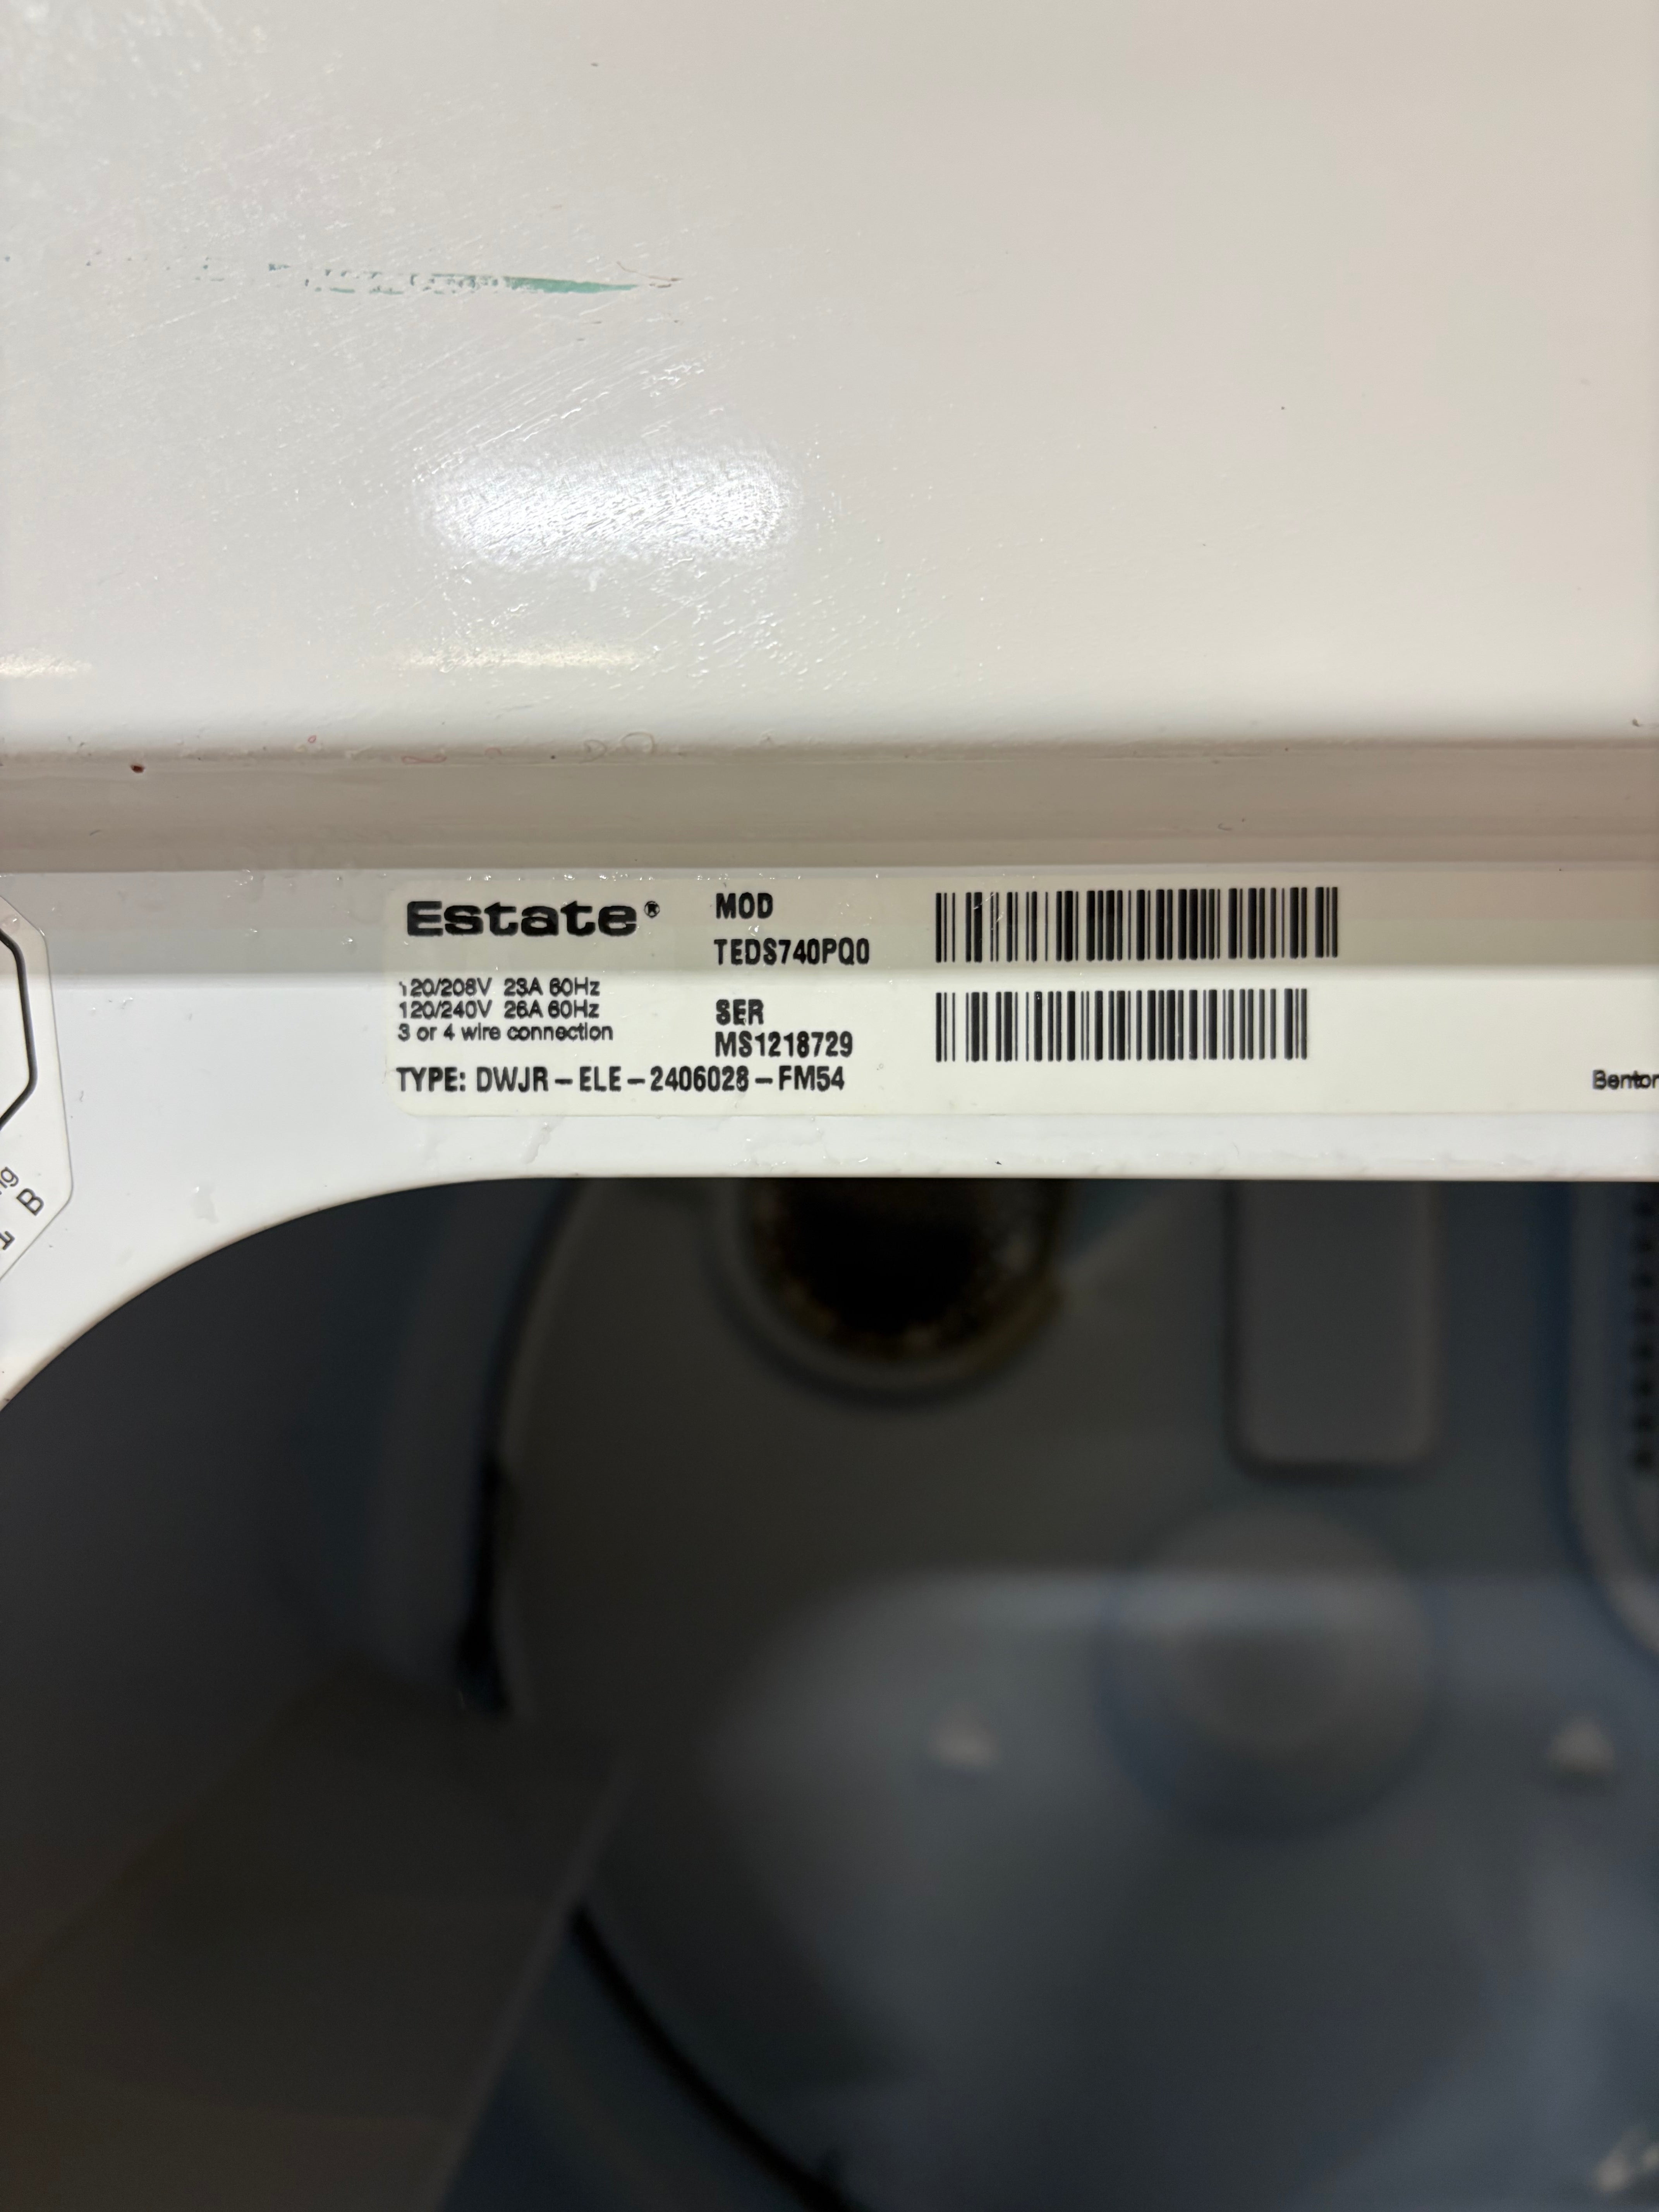 Estate®
MOD
TEDS740PQ0
120/208V 23A 60Hz
120/240V 26A 60Hz
3 or 4 wire connection
SER
MS1218729
TYPE: DWJR-ELE-2406028-FM54
Bentor
B